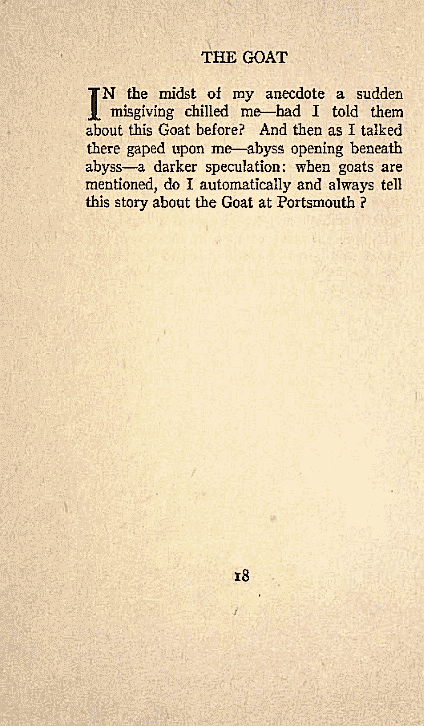 THE GOAT
IN the midst of my anecdote a sudden
misgiving chilled me—had I told them
about this Goat before? And then as I talked
there gaped upon me—abyss opening beneath
abyss—a darker speculation: when goats are
mentioned, do I automatically and always tell
this story about the Goat at Portsmouth ?
18